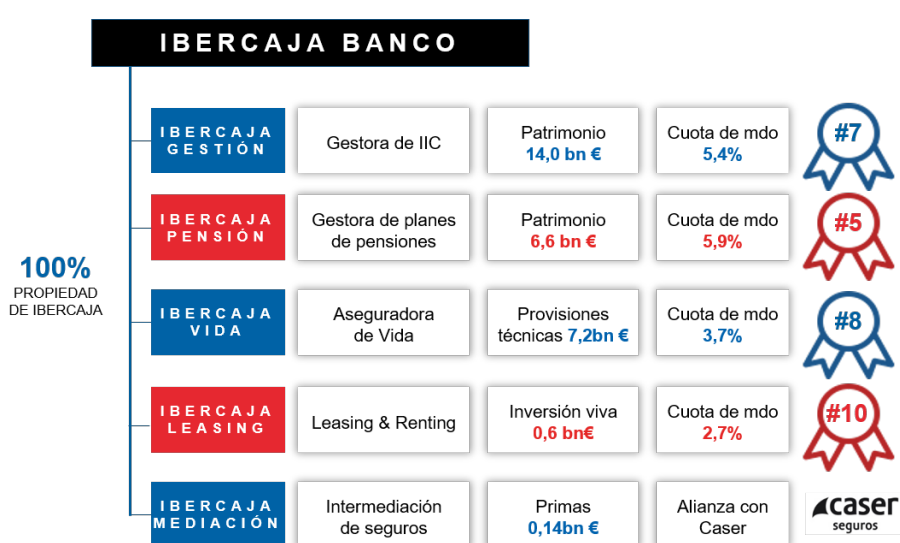 IBERCAJA BANCO
100%
PROPIEDAD
DE IBERCAJA
IBERCAJA
GESTIÓN
Gestora de IIC
Patrimonio
14,0 bn €
Cuota de mdo
5,4%
#7
IBERCAJA
PENSIÓN
Gestora de planes
de pensiones
Patrimonio
6,6 bn €
Cuota de mdo
5,9%
#5
IBERCAJA
VIDA
Aseguradora
de Vida
Provisiones
técnicas 7,2bn €
Cuota de mdo
3,7%
#8
IBERCAJA
LEASING
Leasing & Renting
Inversión viva
0,6 bn€
Cuota de mdo
2,7%
#10
IBERCAJA
MEDIACIÓN
Intermediación
de seguros
Primas
0,14bn €
Alianza con
Caser
caser
seguros